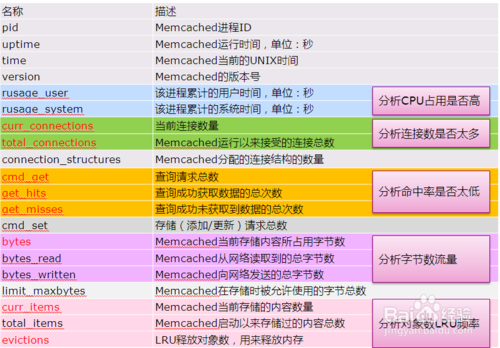 名称 描述
pid Memcached进程ID
uptime Memcached运行时间，单位：秒
time Memcached当前的UNIX时间
version Memcached的版本号
rusage_user 该进程累计的用户时间，单位：秒
rusage_system 该进程累计的系统时间，单位：秒
分析CPU占用是否高
curr_connections 当前连接数量
total_connections Memcached运行以来接受的连接总数
分析连接数是否太多
connection_structures Memcached分配的连接结构的数量
cmd_get 查询请求总数
get_hits 查询成功获取数据的总次数
get_misses 查询成功未获取到数据的总次数
分析命中率是否太低
cmd_set 存储（添加/更新）请求总数
bytes Memcached当前存储内容所占用字节数
bytes_read Memcached从网络读取到的总字节数
bytes_written Memcached向网络发送的总字节数
分析字节数流量
limit_maxbytes Memcached在存储时被允许使用的字节总数
curr_items Memcached当前存储的内容数量
total_items Memcached启动以来存储过的内容总数
evictions LRU释放对象数，用来释放内存
分析对象数LRU频率
Baidu经验